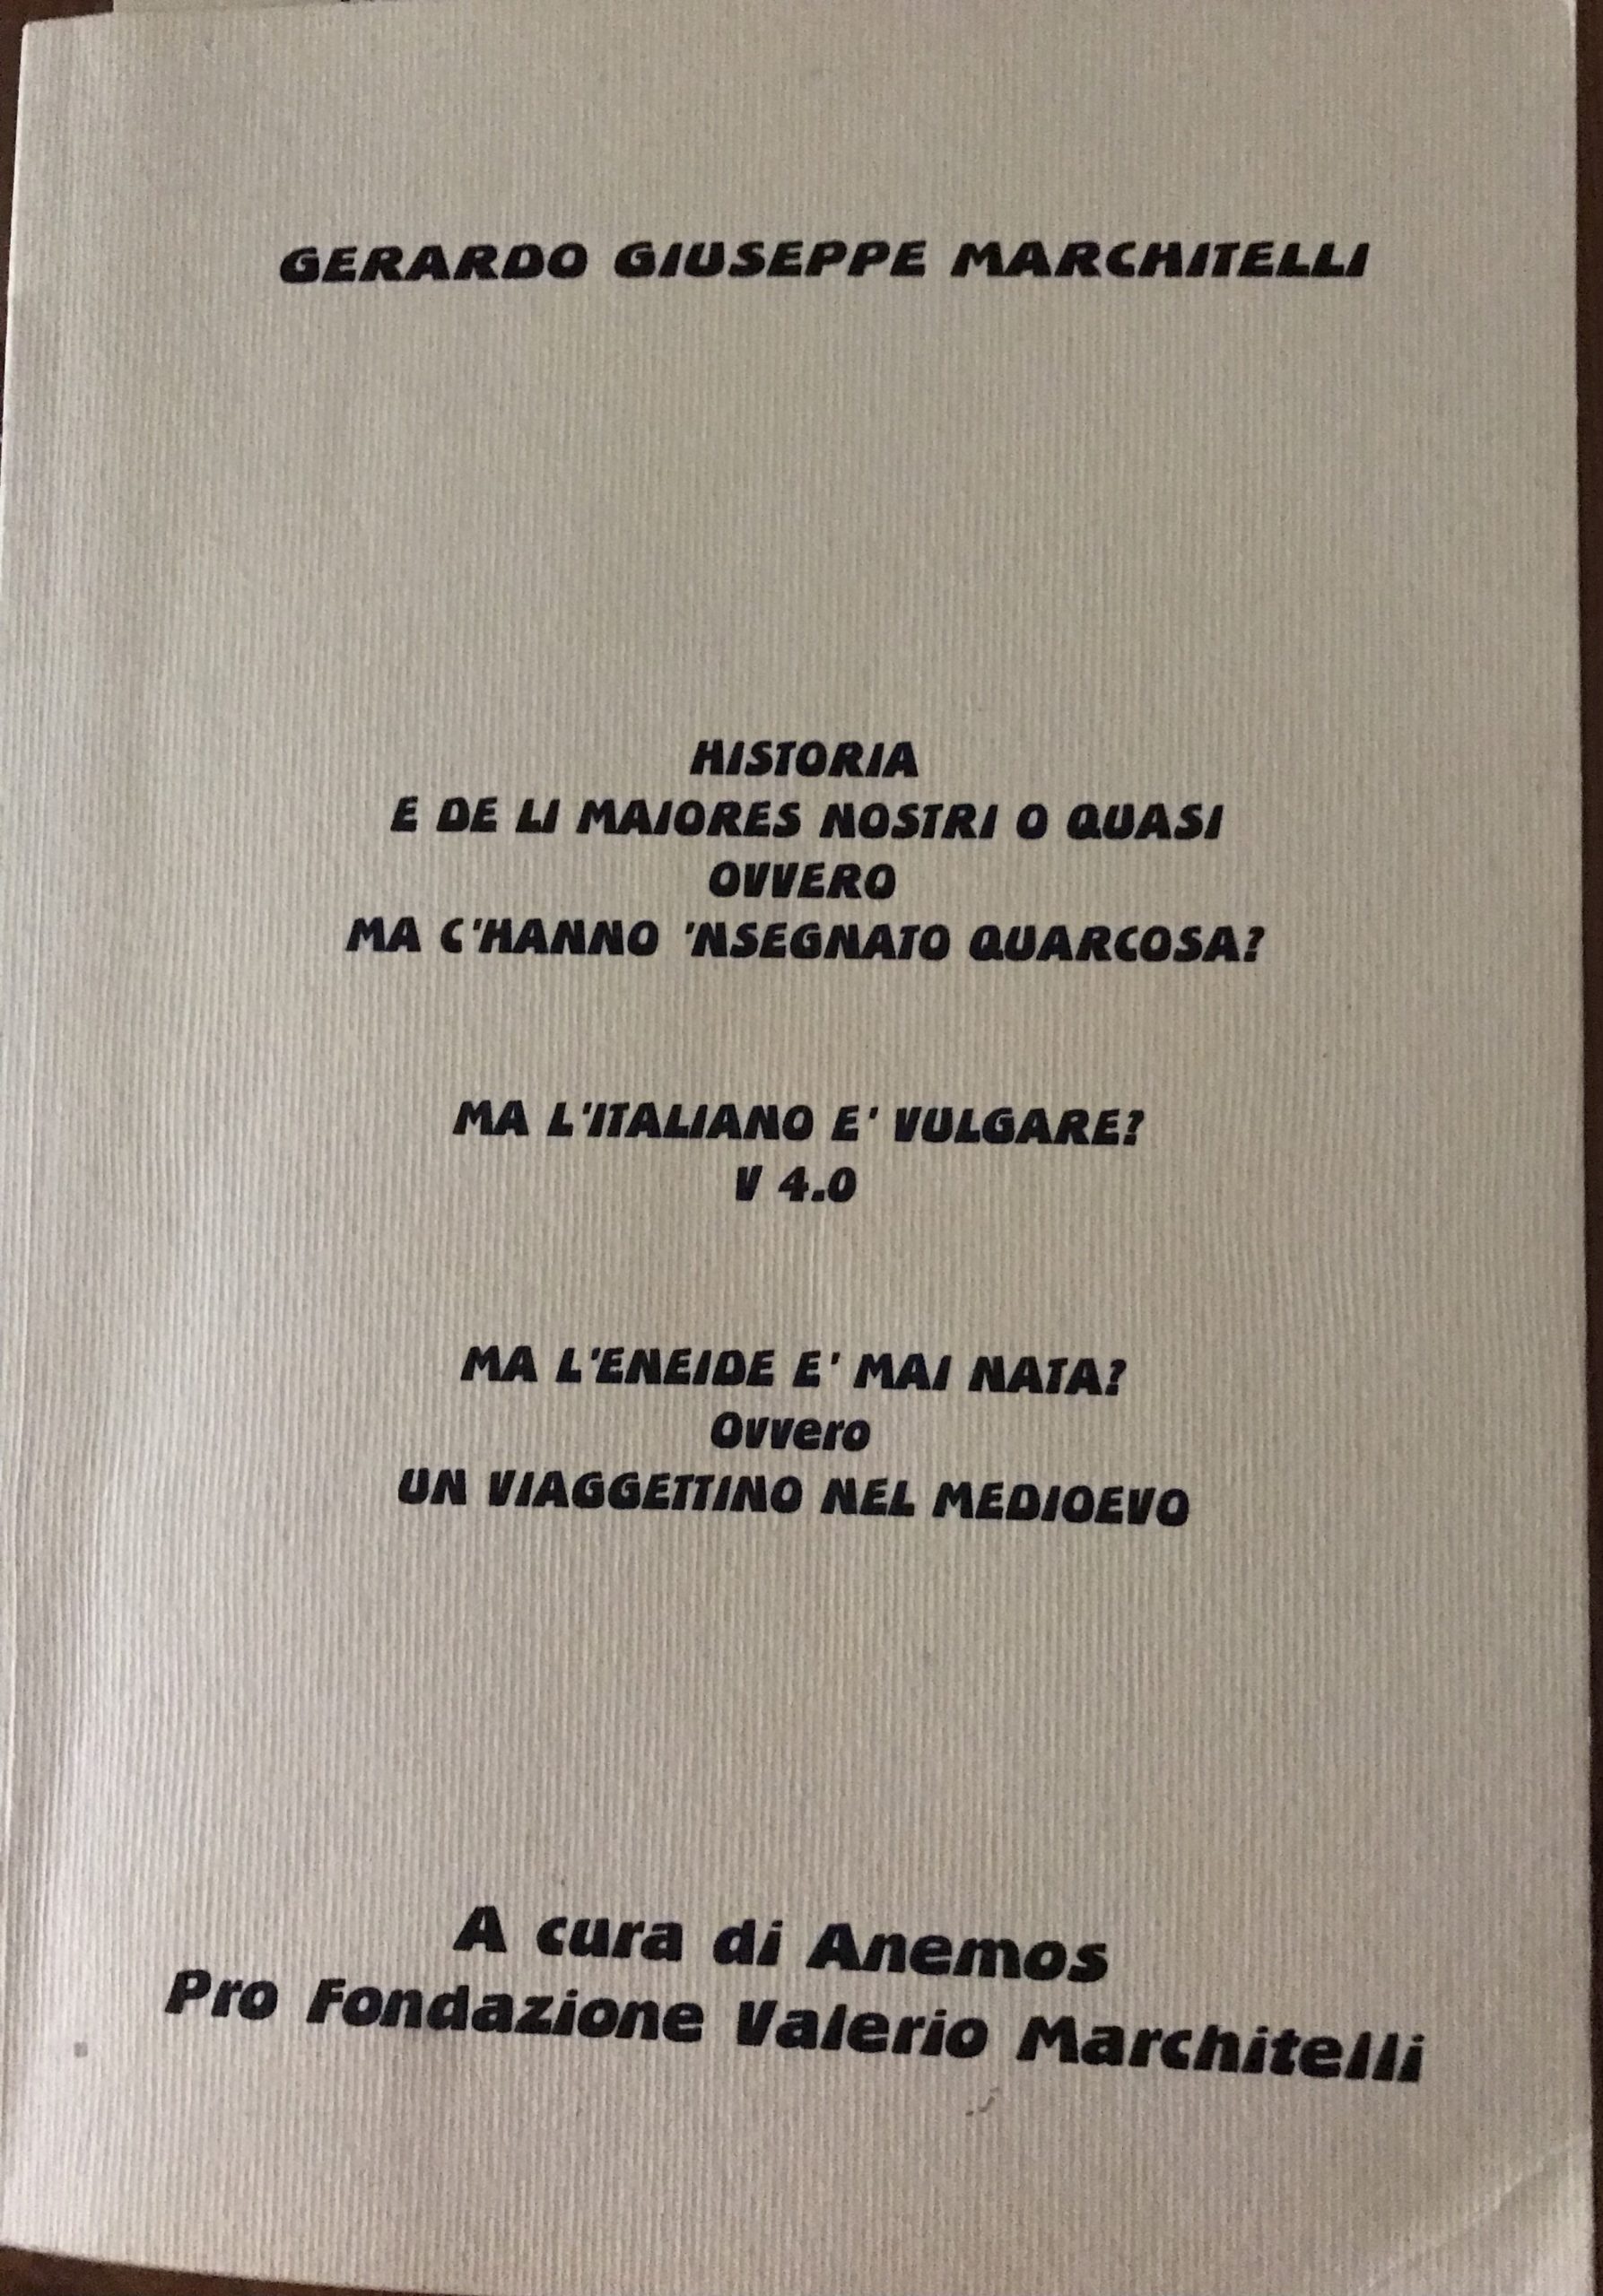 GERARDO GIUSEPPE MARCHITELLI
HISTORIA
E DE LI MAIORES NOSTRI O QUASI
OVVERO
MA C'HANNO 'NSEGNATO QUARCOSA?
MA L'ITALIANO E' VULGARE?
V 4.0
MA L'ENEIDE E' MAI NATA?
Ovvero
UN VIAGGETTINO NEL MEDIOEVO
A cura di Anemos
Pro Fondazione Valerio Marchitelli